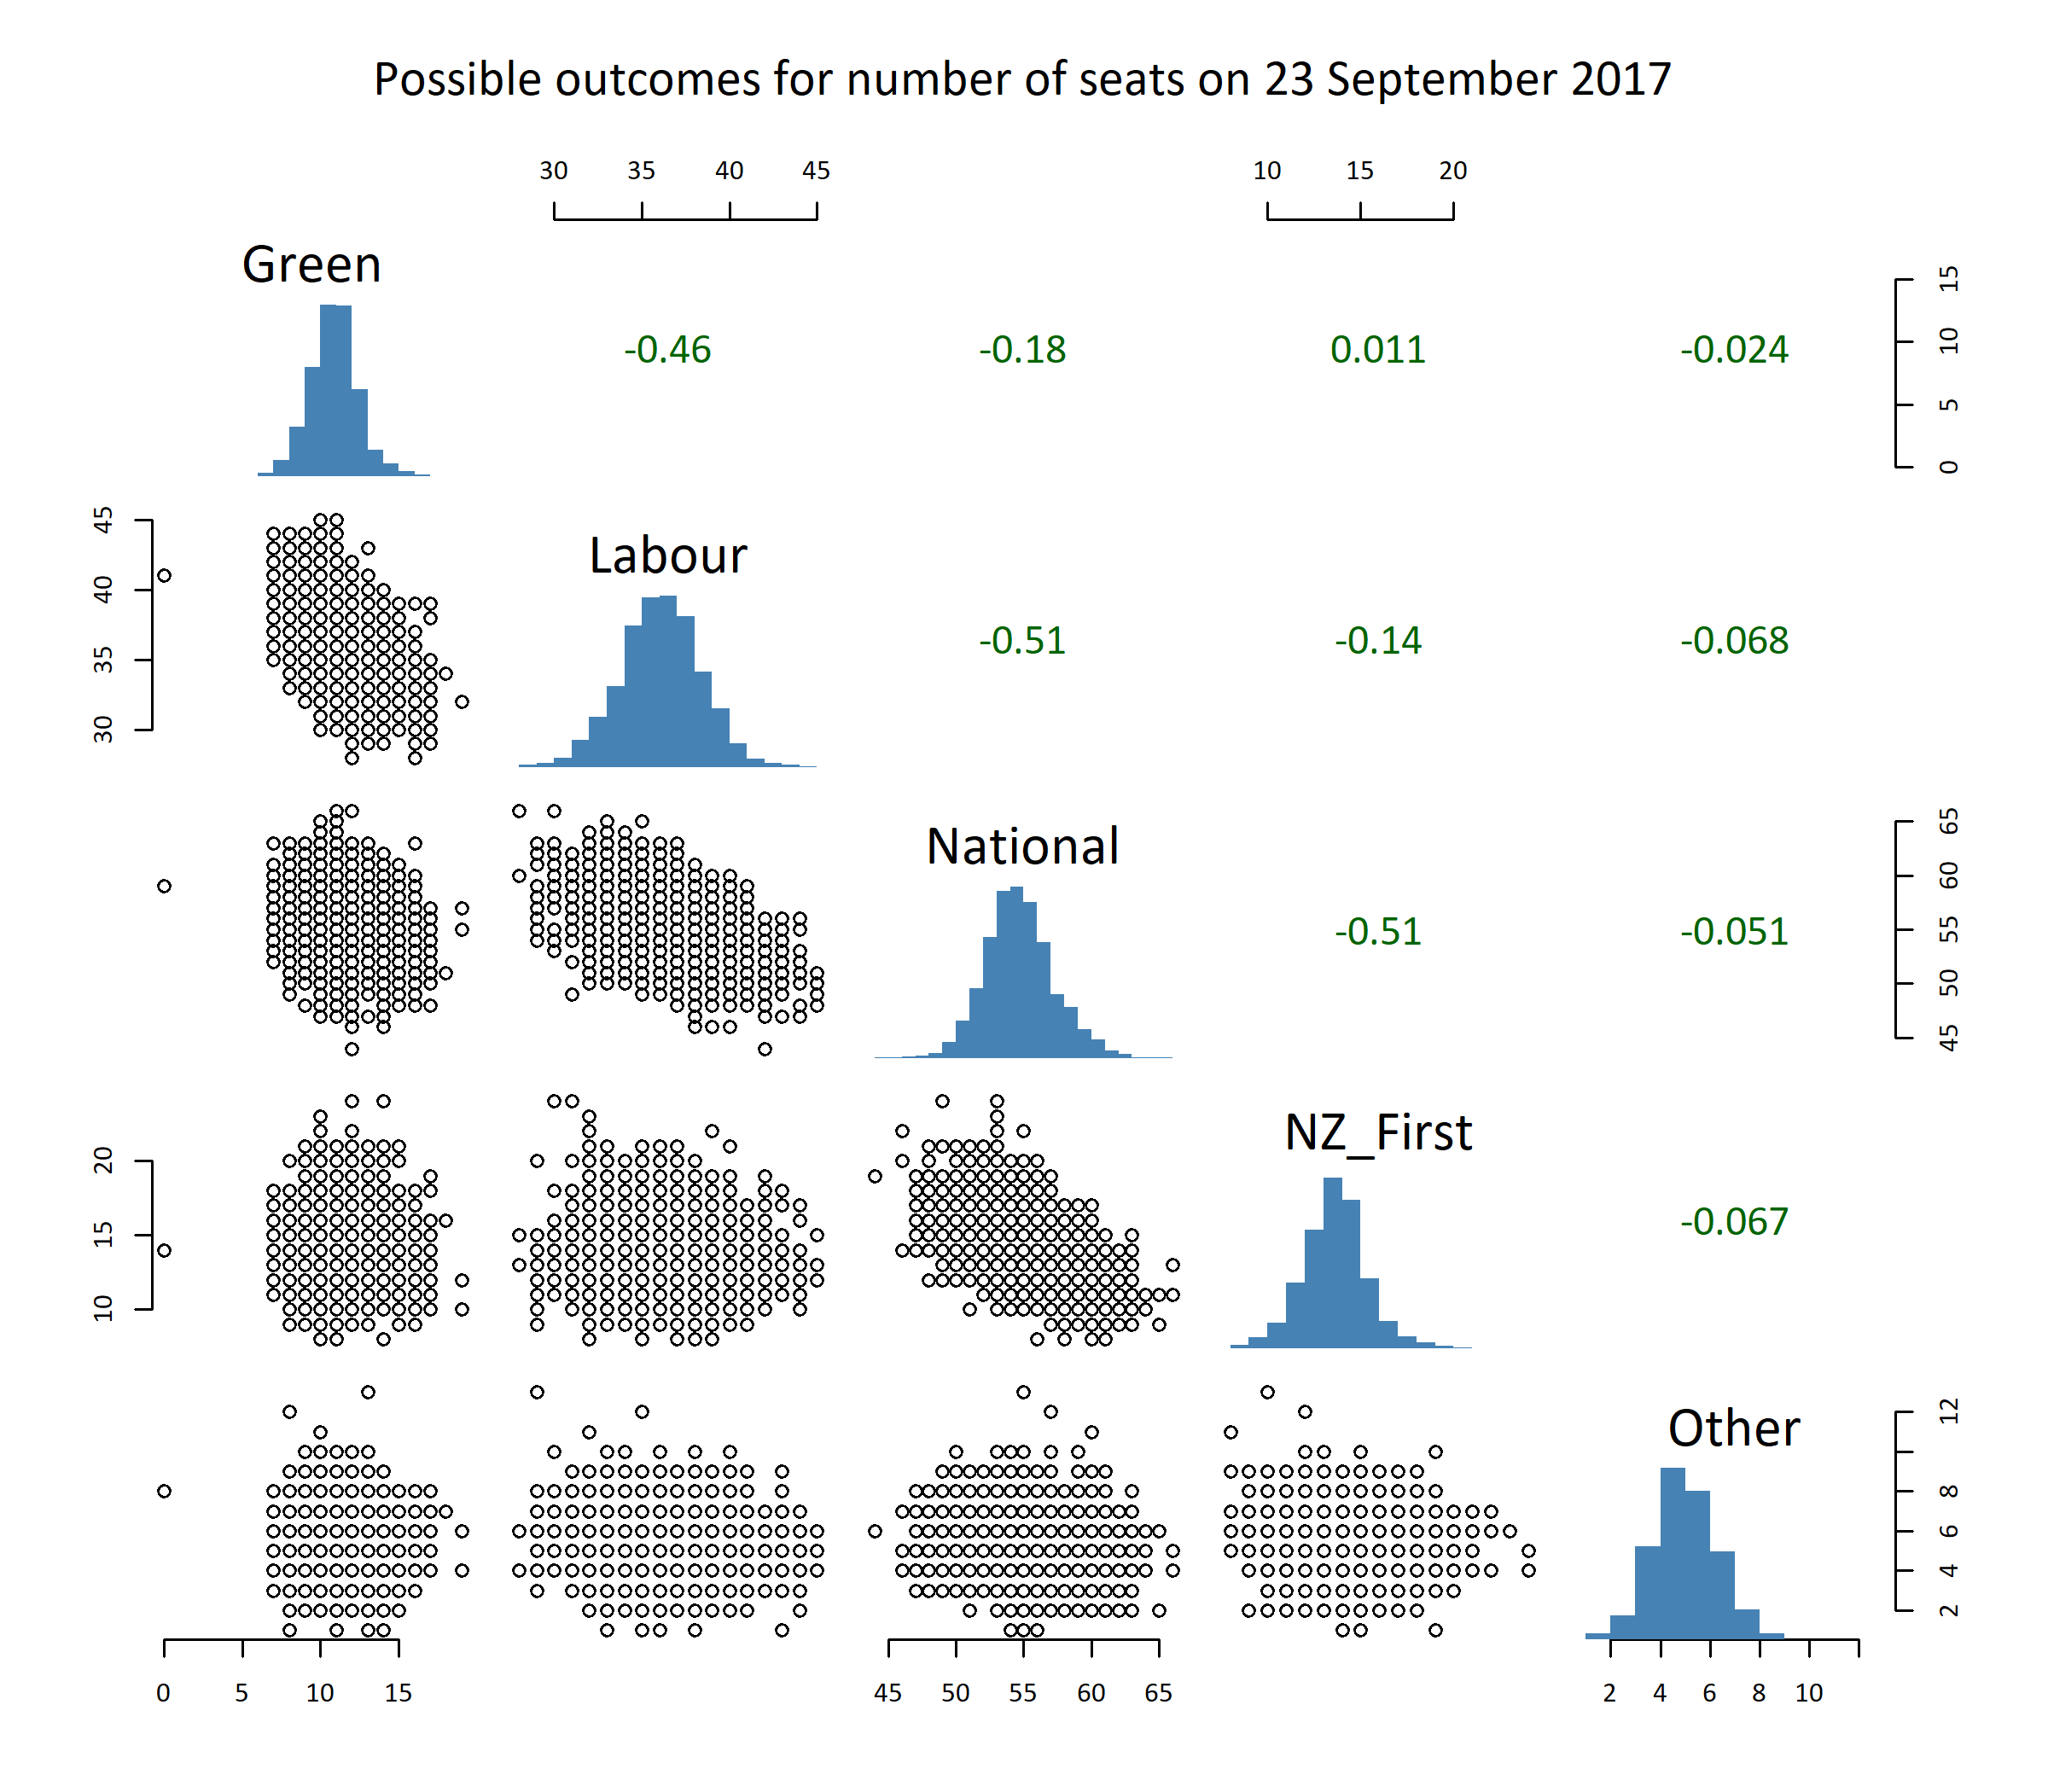 Possible outcomes for number of seats on 23 September 2017
30 35 40 45
10 15 20
Green
-0.46
-0.18
0.011
-0.024
0 5 10 15
30 35 40 45
Labour
-0.51
-0.14
-0.068
National
-0.51
-0.051
45 50 55 60 65
10 15 20
NZ_First
-0.067
Other
2 4 6 8 12
0 5 10 15
45 50 55 60 65
2 4 6 8 10